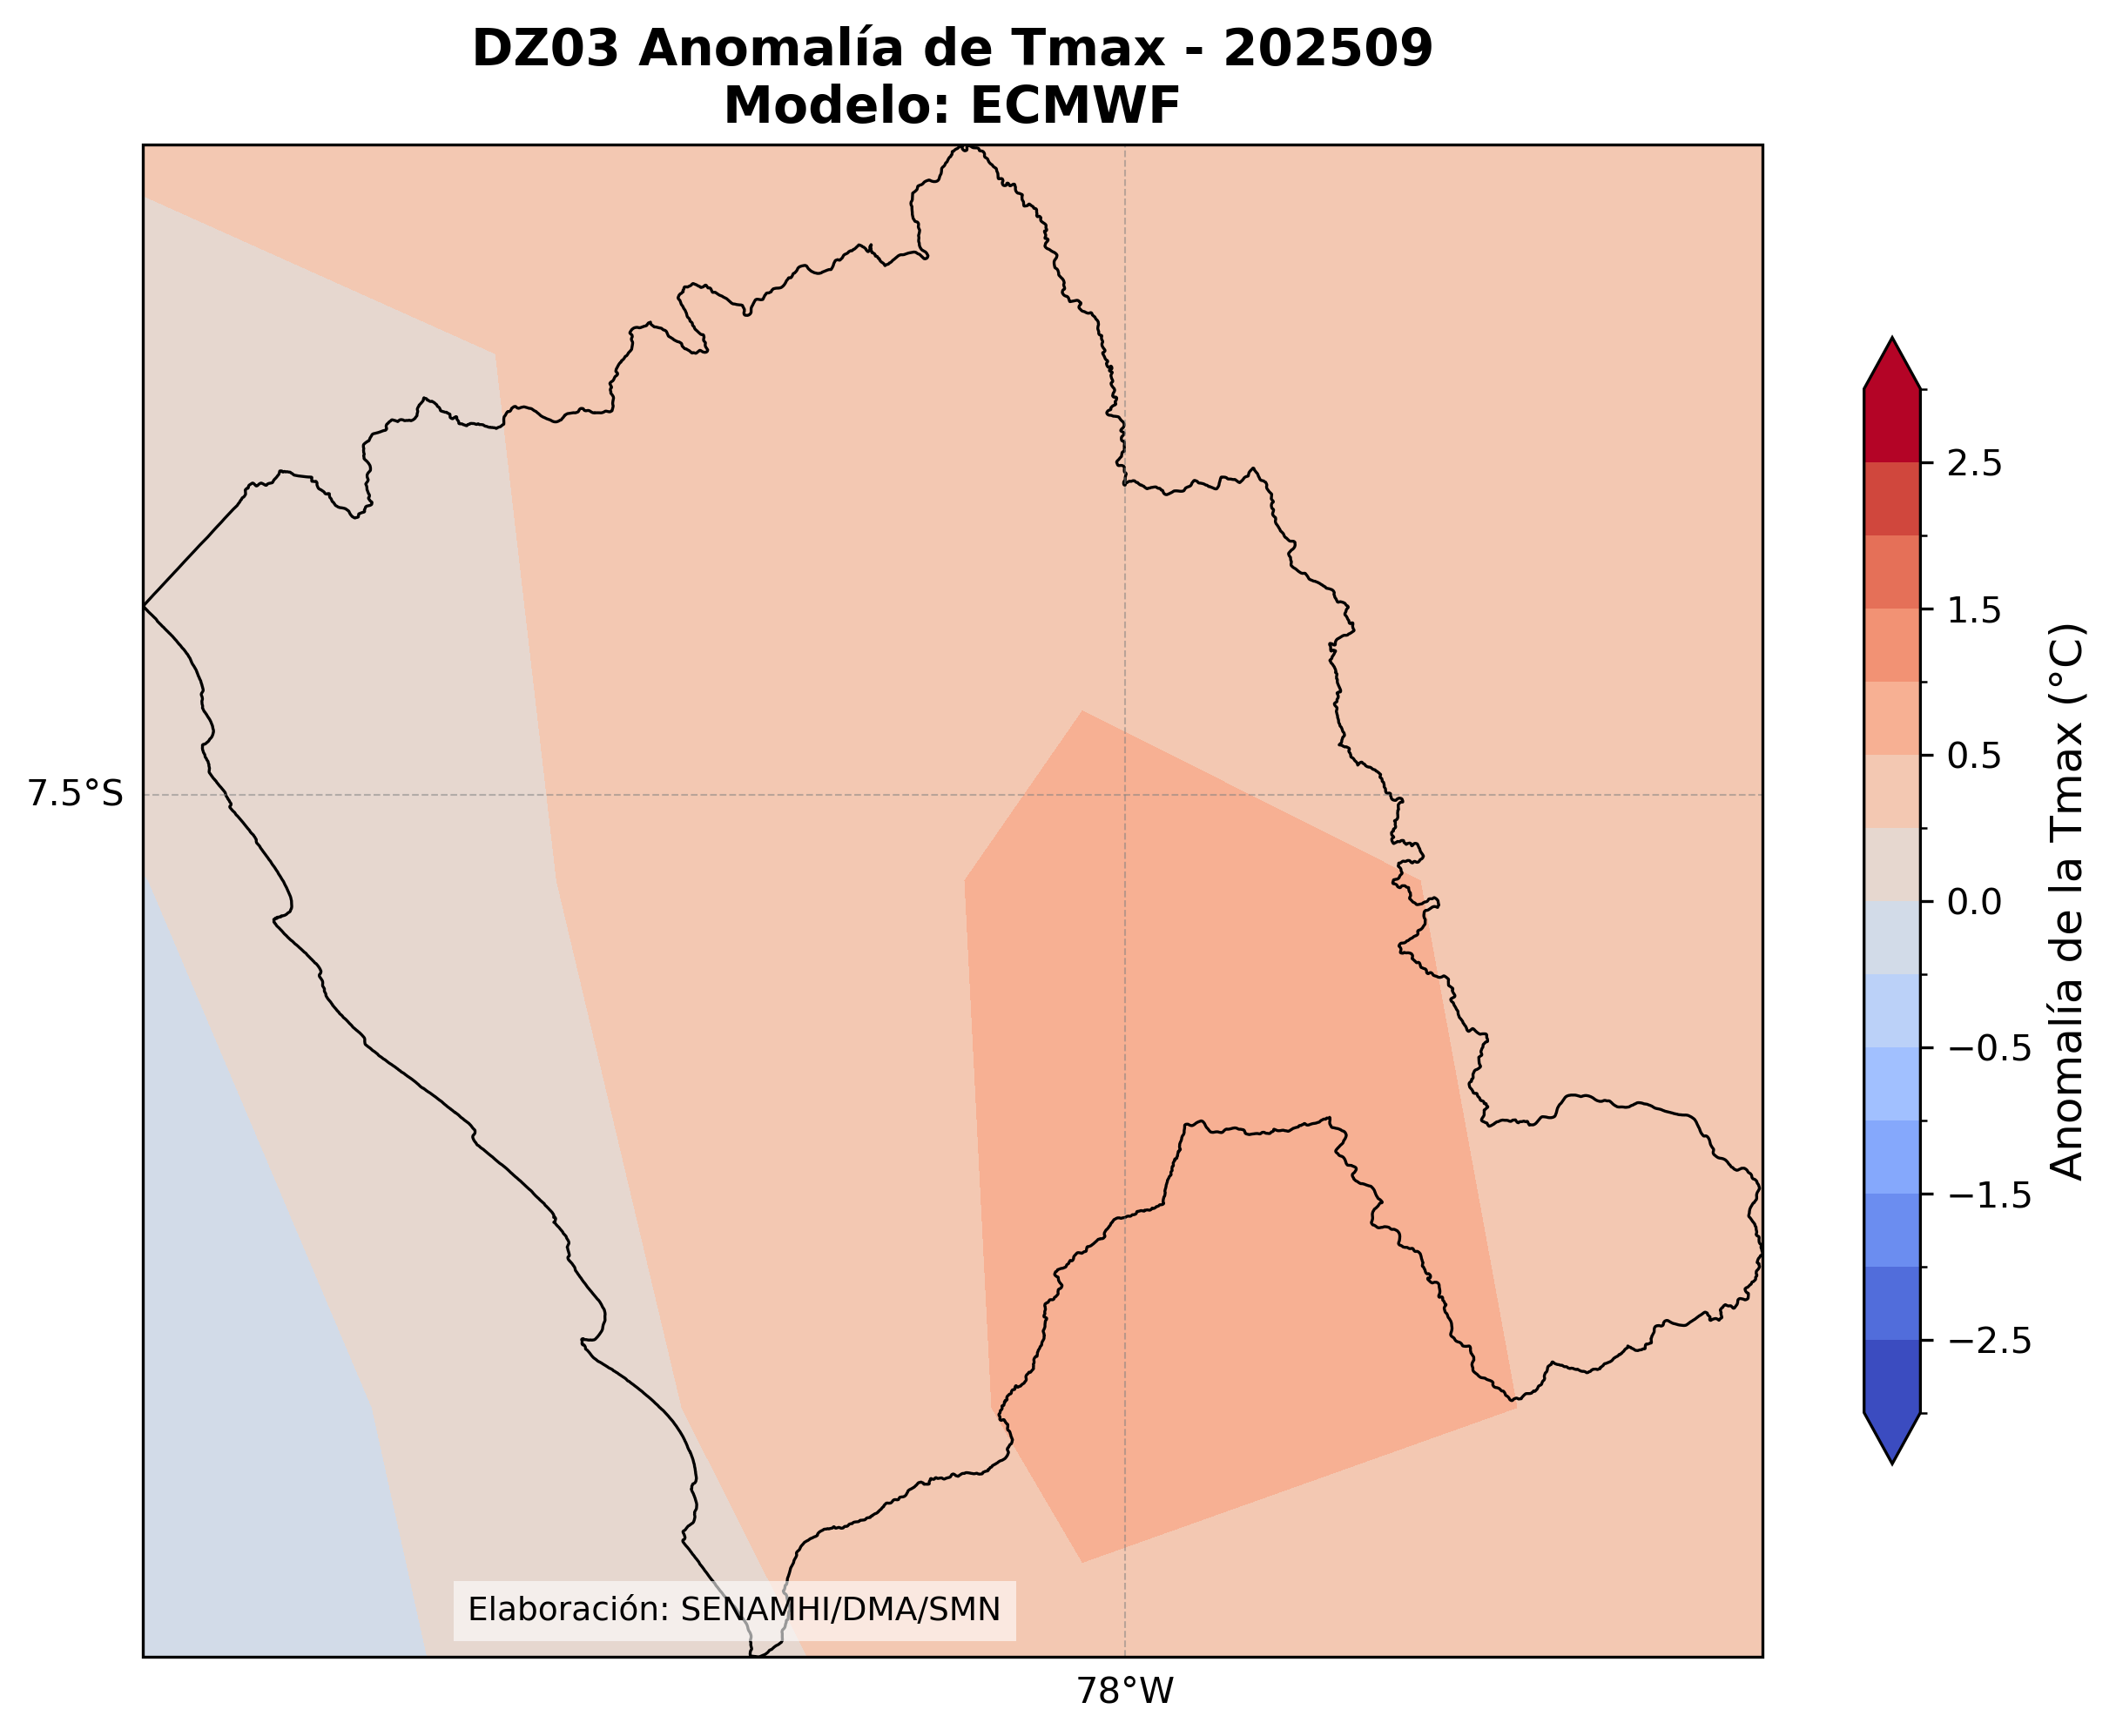 DZ03 Anomalía de Tmax - 202509
Modelo: ECMWF
7.5°S
78°W
2.5
1.5
0.5
0.0
−0.5
−1.5
−2.5
Anomalía de la Tmax (°C)
Elaboración: SENAMHI/DMA/SMN